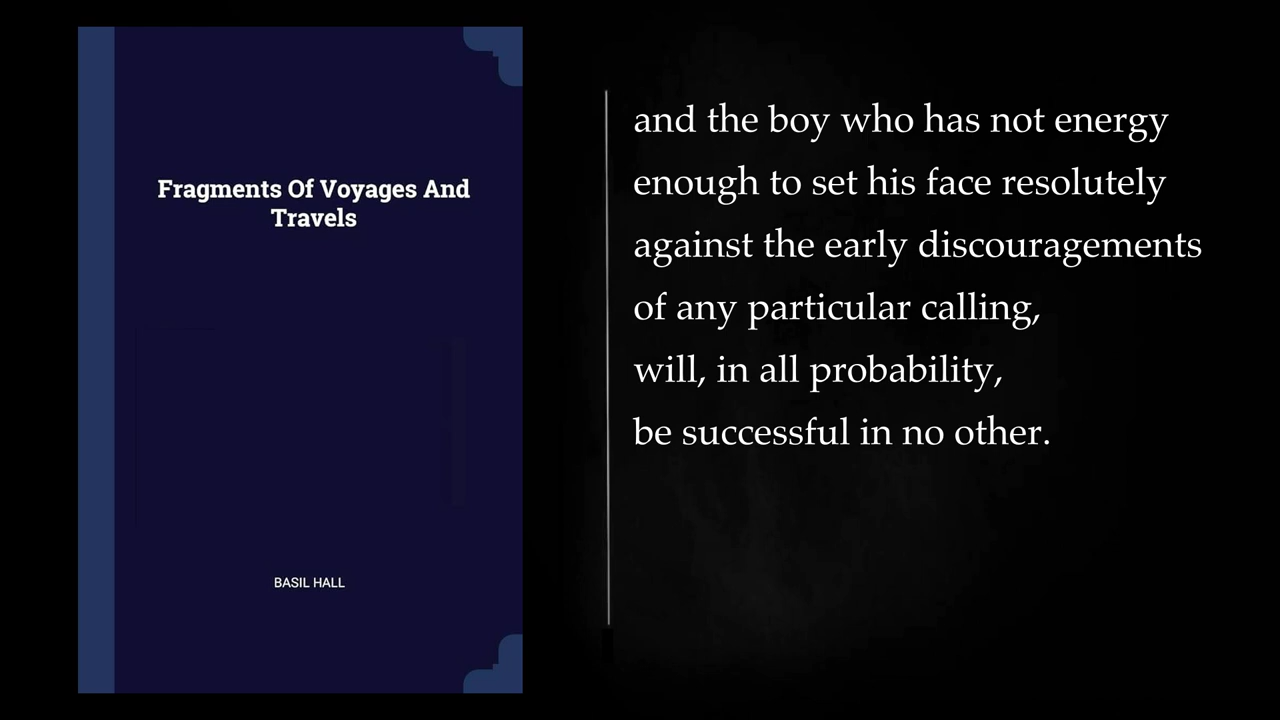 Fragments Of Voyages And
Travels
BASIL HALL
and the boy who has not energy
enough to set his face resolutely
against the early discouragements
of any particular calling,
will, in all probability,
be successful in no other.